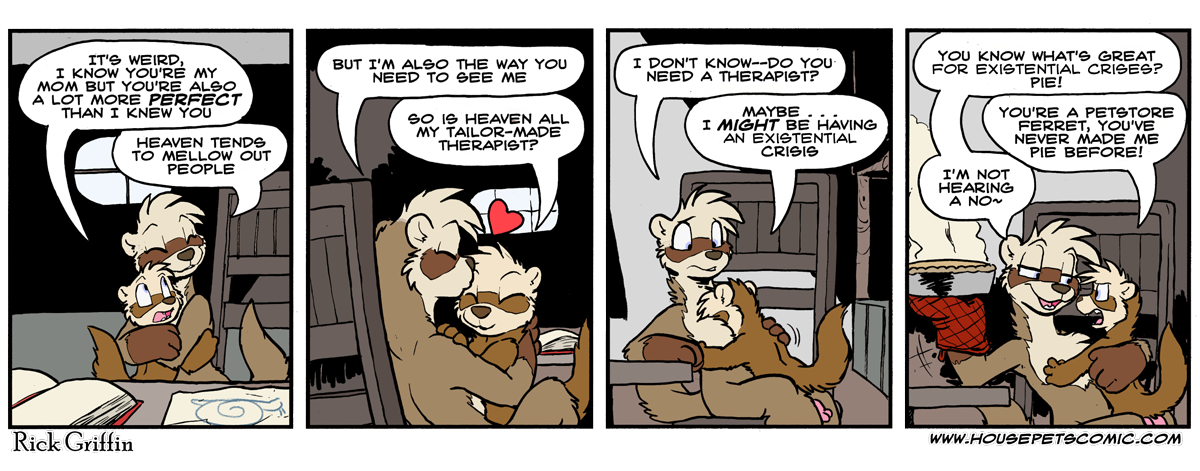 IT'S WEIRD,
I KNOW YOU'RE MY
MOM BUT YOU'RE ALSO
A LOT MORE PERFECT
THAN I KNEW YOU
HEAVEN TENDS
TO MELLOW OUT
PEOPLE
BUT I'M ALSO THE WAY YOU
NEED TO SEE ME
SO IS HEAVEN ALL
MY TAILOR-MADE
THERAPIST?
I DON'T KNOW--DO YOU
NEED A THERAPIST?
MAYBE . . .
I MIGHT BE HAVING
AN EXISTENTIAL
CRISIS
YOU KNOW WHAT'S GREAT
FOR EXISTENTIAL CRISES?
PIE!
YOU'RE A PETSTORE
FERRET, YOU'VE
NEVER MADE ME
PIE BEFORE!
I'M NOT
HEARING
A NO~
Rick Griffin
WWW.HOUSEPETSCOMIC.COM